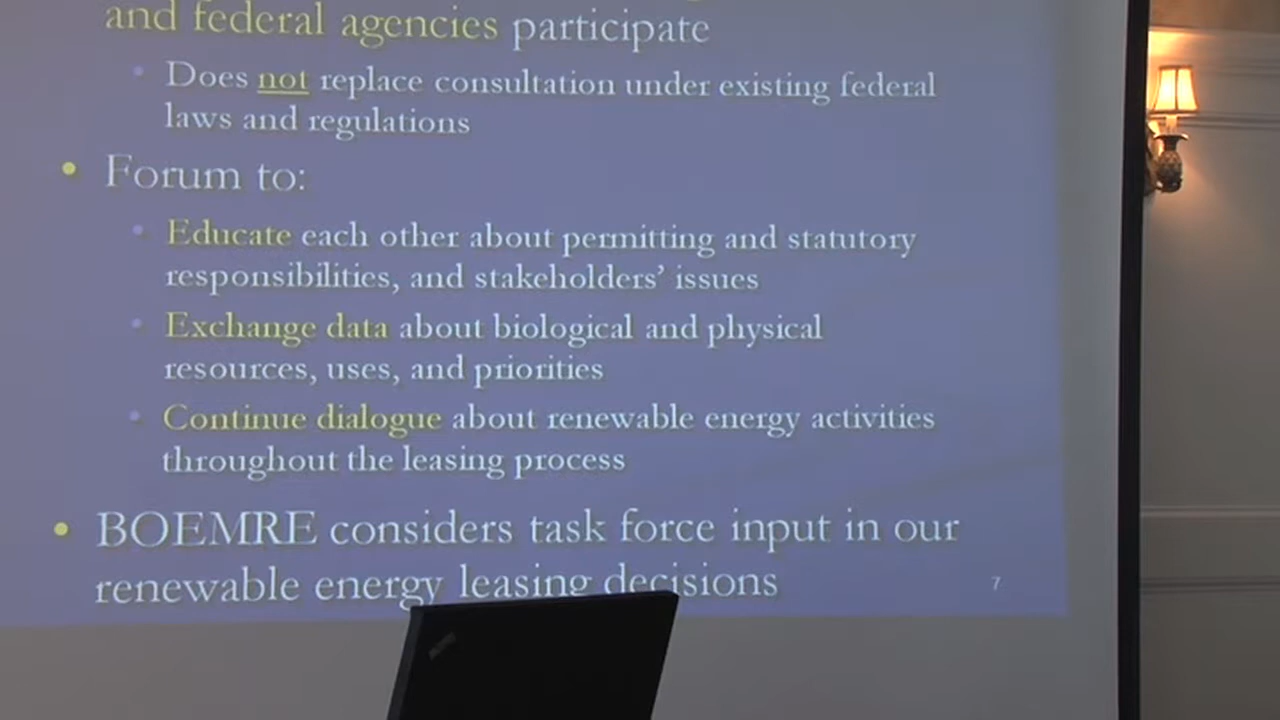 and federal agencies participate
• Does not replace consultation under existing federal
laws and regulations
• Forum to:
• Educate each other about permitting and statutory
responsibilities, and stakeholders’ issues
• Exchange data about biological and physical
resources, uses, and priorities
• Continue dialogue about renewable energy activities
throughout the leasing process
• BOEMRE considers task force input in our
renewable energy leasing decisions
7